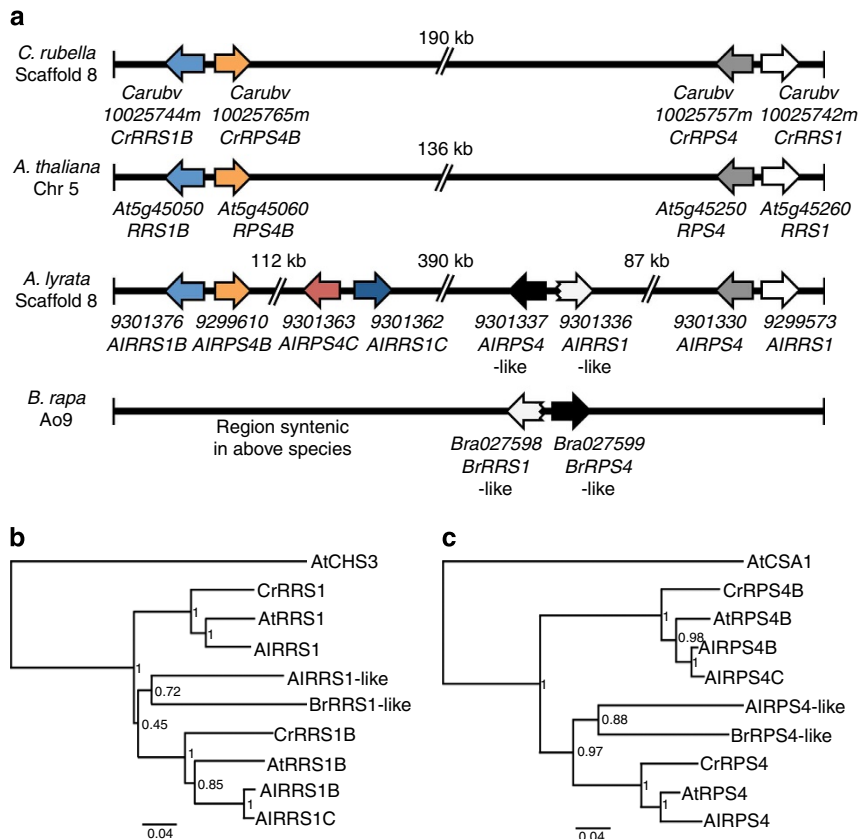 a
C. rubella
Scaffold 8
190 kb
Carubv
10025744m
CrRRS1B
Carubv
10025765m
CrRPS4B
Carubv
10025757m
CrRPS4
Carubv
10025742m
CrRRS1
A. thaliana
Chr 5
136 kb
At5g45050
RRS1B
At5g45060
RPS4B
At5g45250
RPS4
At5g45260
RRS1
A. lyrata
Scaffold 8
112 kb
390 kb
87 kb
9301376
AlRRS1B
9299610
AlRPS4B
9301363
AlRPS4C
9301362
AlRRS1C
9301337
AlRPS4
-like
9301336
AlRRS1
-like
9301330
AlRPS4
9299573
AlRRS1
B. rapa
Ao9
Region syntenic
in above species
Bra027598
BrRRS1
-like
Bra027599
BrRPS4
-like
b
AtCHS3
CrRRS1
1
AtRRS1
1
AlRRS1
1
AlRRS1-like
0.72
BrRRS1-like
0.45
CrRRS1B
1
AtRRS1B
0.85
AlRRS1B
1
AlRRS1C
0.04
c
AtCSA1
CrRPS4B
1
AtRPS4B
0.98
AlRPS4B
1
AlRPS4C
1
AlRPS4-like
0.88
BrRPS4-like
0.97
CrRPS4
1
AtRPS4
1
AlRPS4
0.04